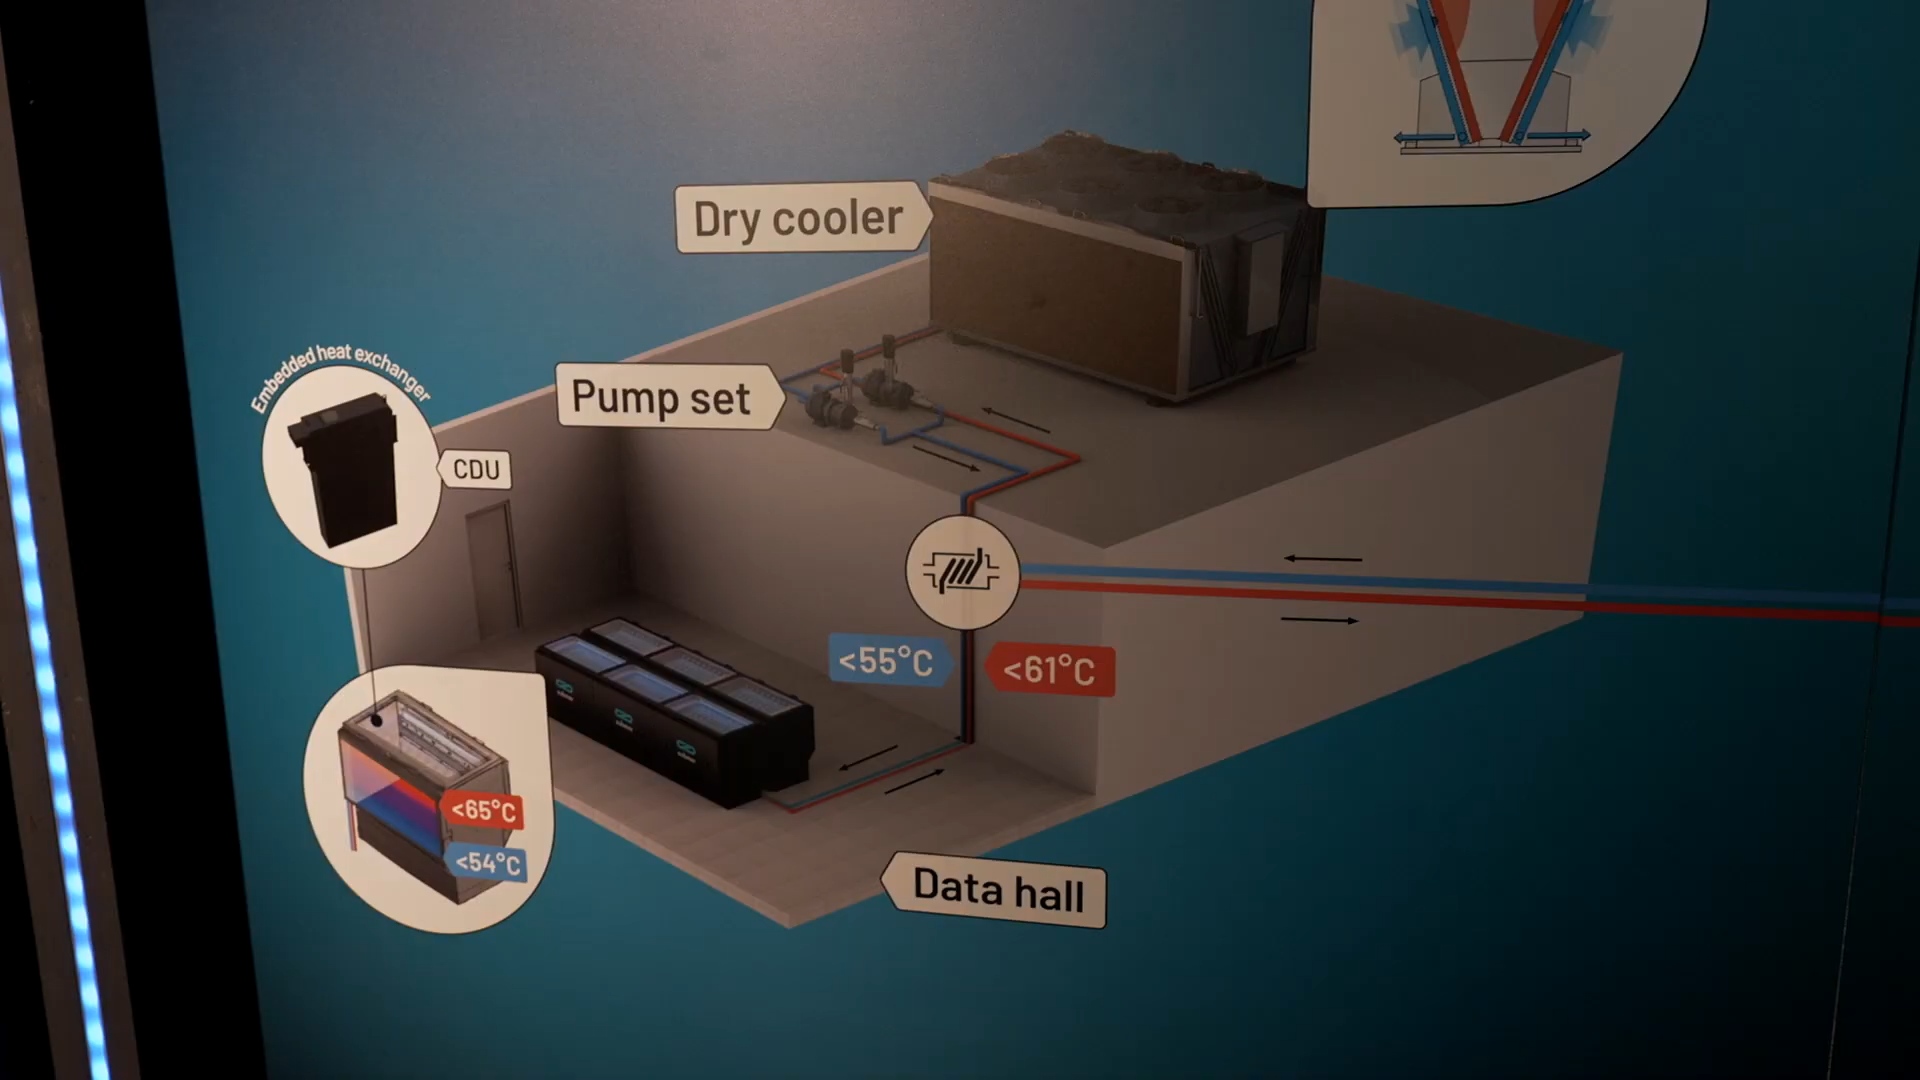 Dry cooler
Embedded heat exchanger
Pump set
CDU
<55°C
<61°C
<65°C
<54°C
Data hall